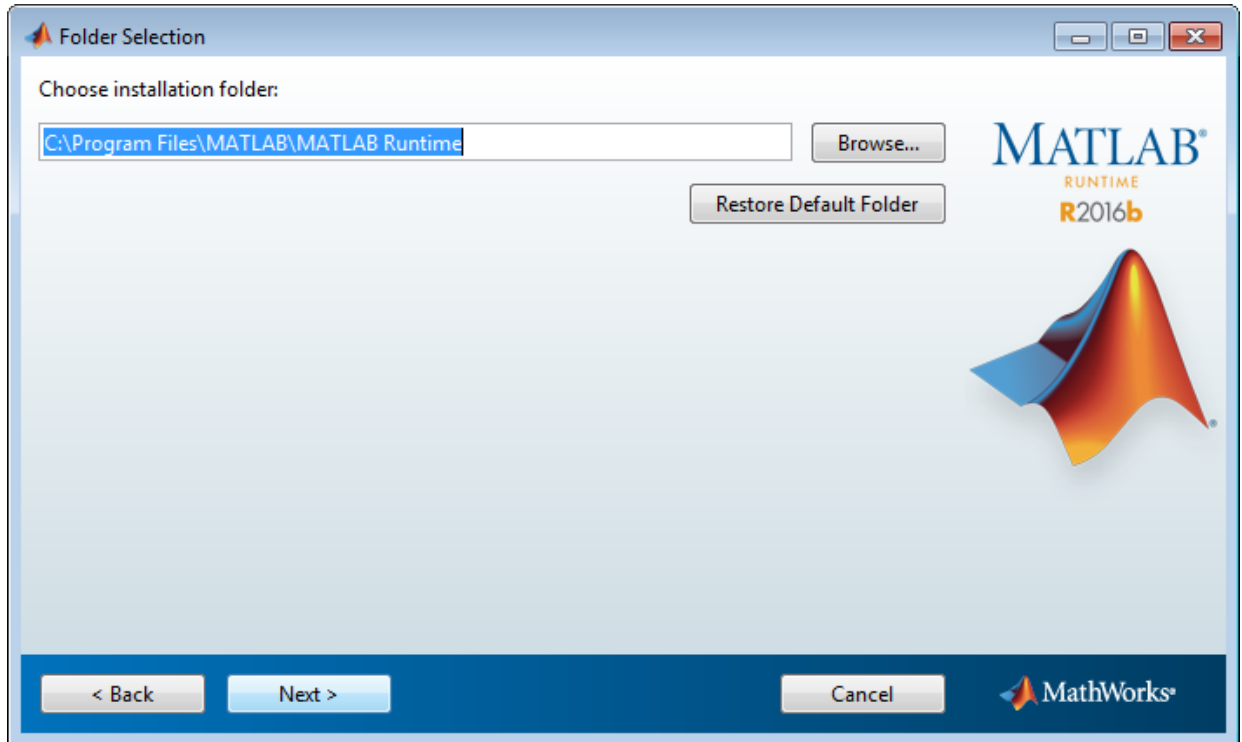 Folder Selection
Choose installation folder:
C:\Program Files\MATLAB\MATLAB Runtime
Browse...
Restore Default Folder
MATLAB®
RUNTIME
R2016b
®
< Back
Next >
Cancel
MathWorks®